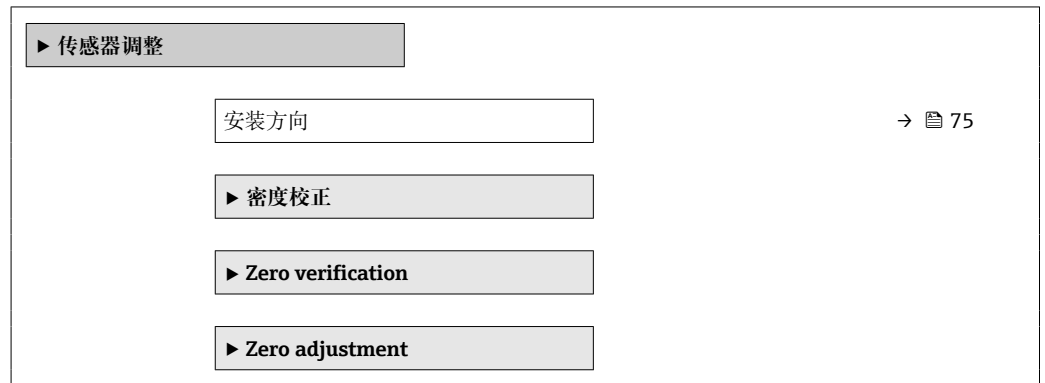 ▶ 传感器调整
安装方向 → 🗎 75
▶ 密度校正
▶ Zero verification
▶ Zero adjustment